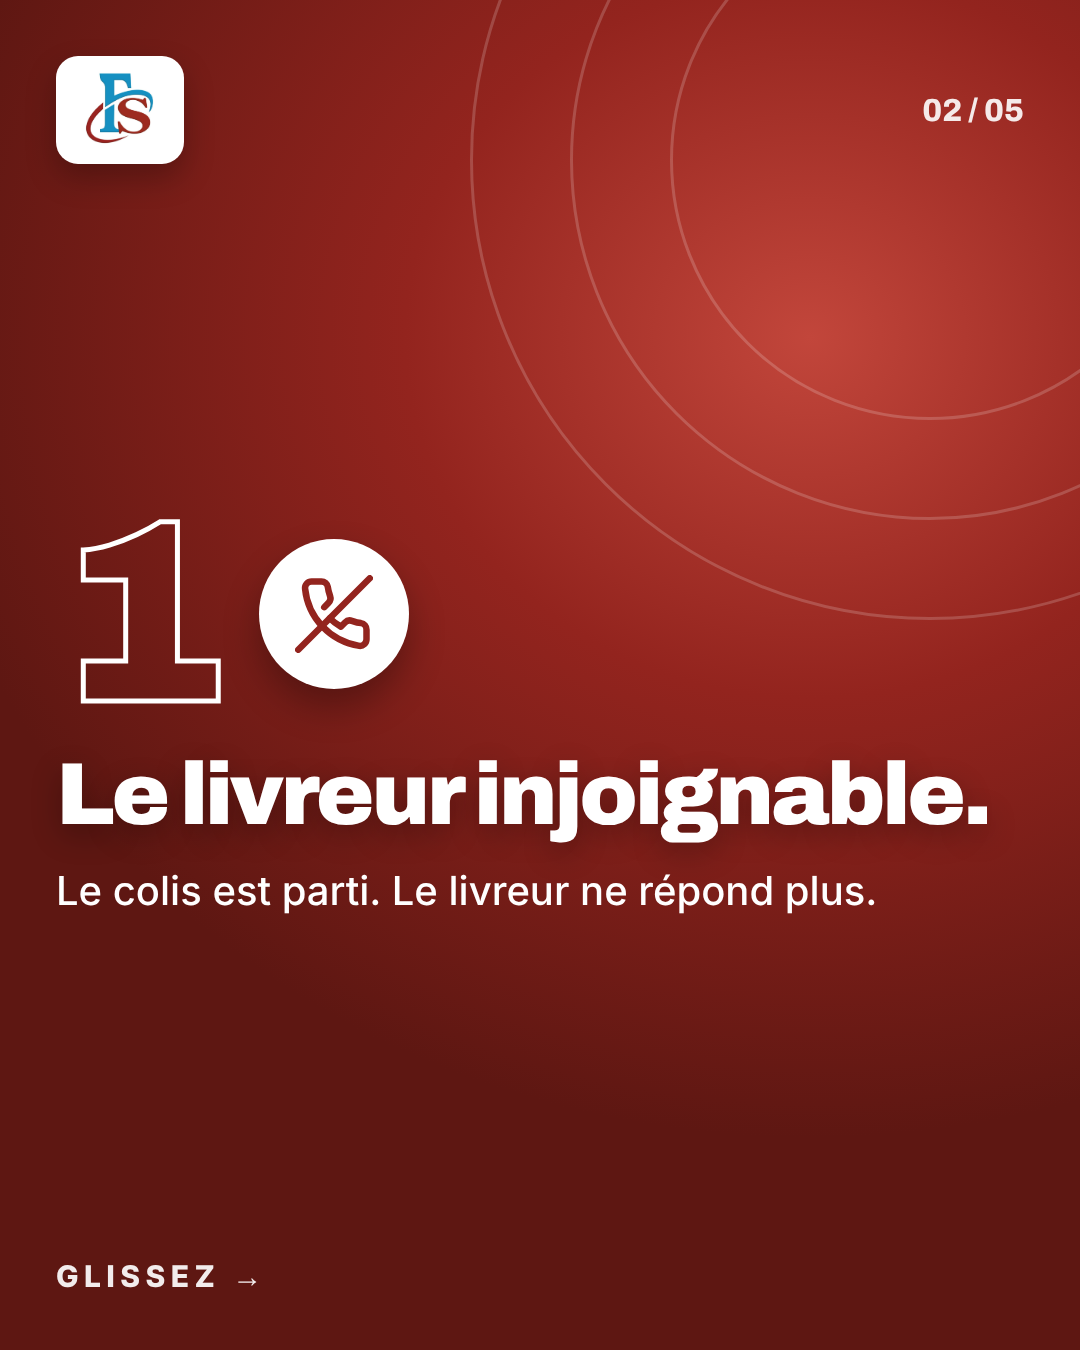 FS
02 / 05
1
Le livreur injoignable.
Le colis est parti. Le livreur ne répond plus.
GLISSEZ →